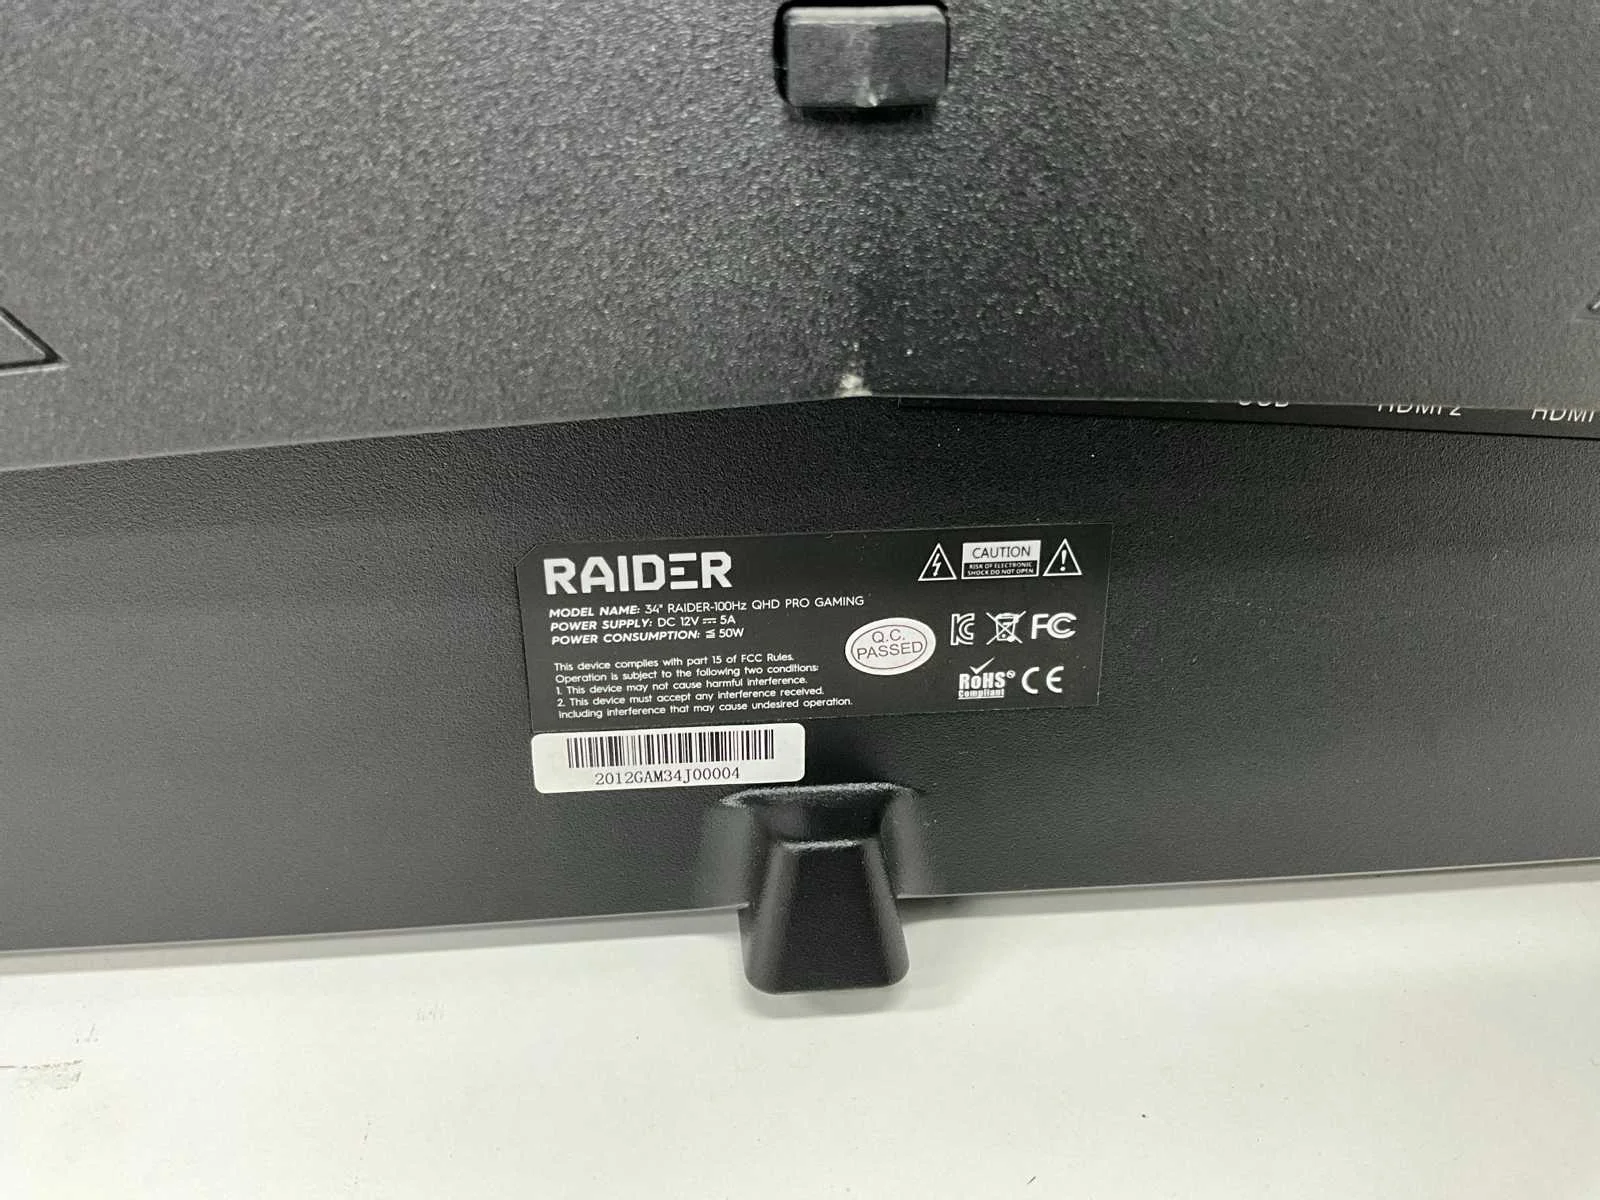 USB HDMI 2 HDMI
RAIDER
MODEL NAME: 34" RAIDER-100Hz QHD PRO GAMING
POWER SUPPLY: DC 12V ⎓ 5A
POWER CONSUMPTION: ≦ 50W
This device complies with part 15 of FCC Rules.
Operation is subject to the following two conditions:
1. This device may not cause harmful interference.
2. This device must accept any interference received.
including interference that may cause undesired operation.
CAUTION
RISK OF ELECTRONIC
SHOCK DO NOT OPEN
Q.C.
PASSED
FC
RoHS
Compliant
CE
2012GAM34J00004